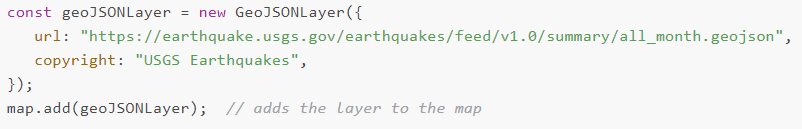 const geoJSONLayer = new GeoJSONLayer({
   url: "https://earthquake.usgs.gov/earthquakes/feed/v1.0/summary/all_month.geojson",
   copyright: "USGS Earthquakes",
});
map.add(geoJSONLayer);  // adds the layer to the map